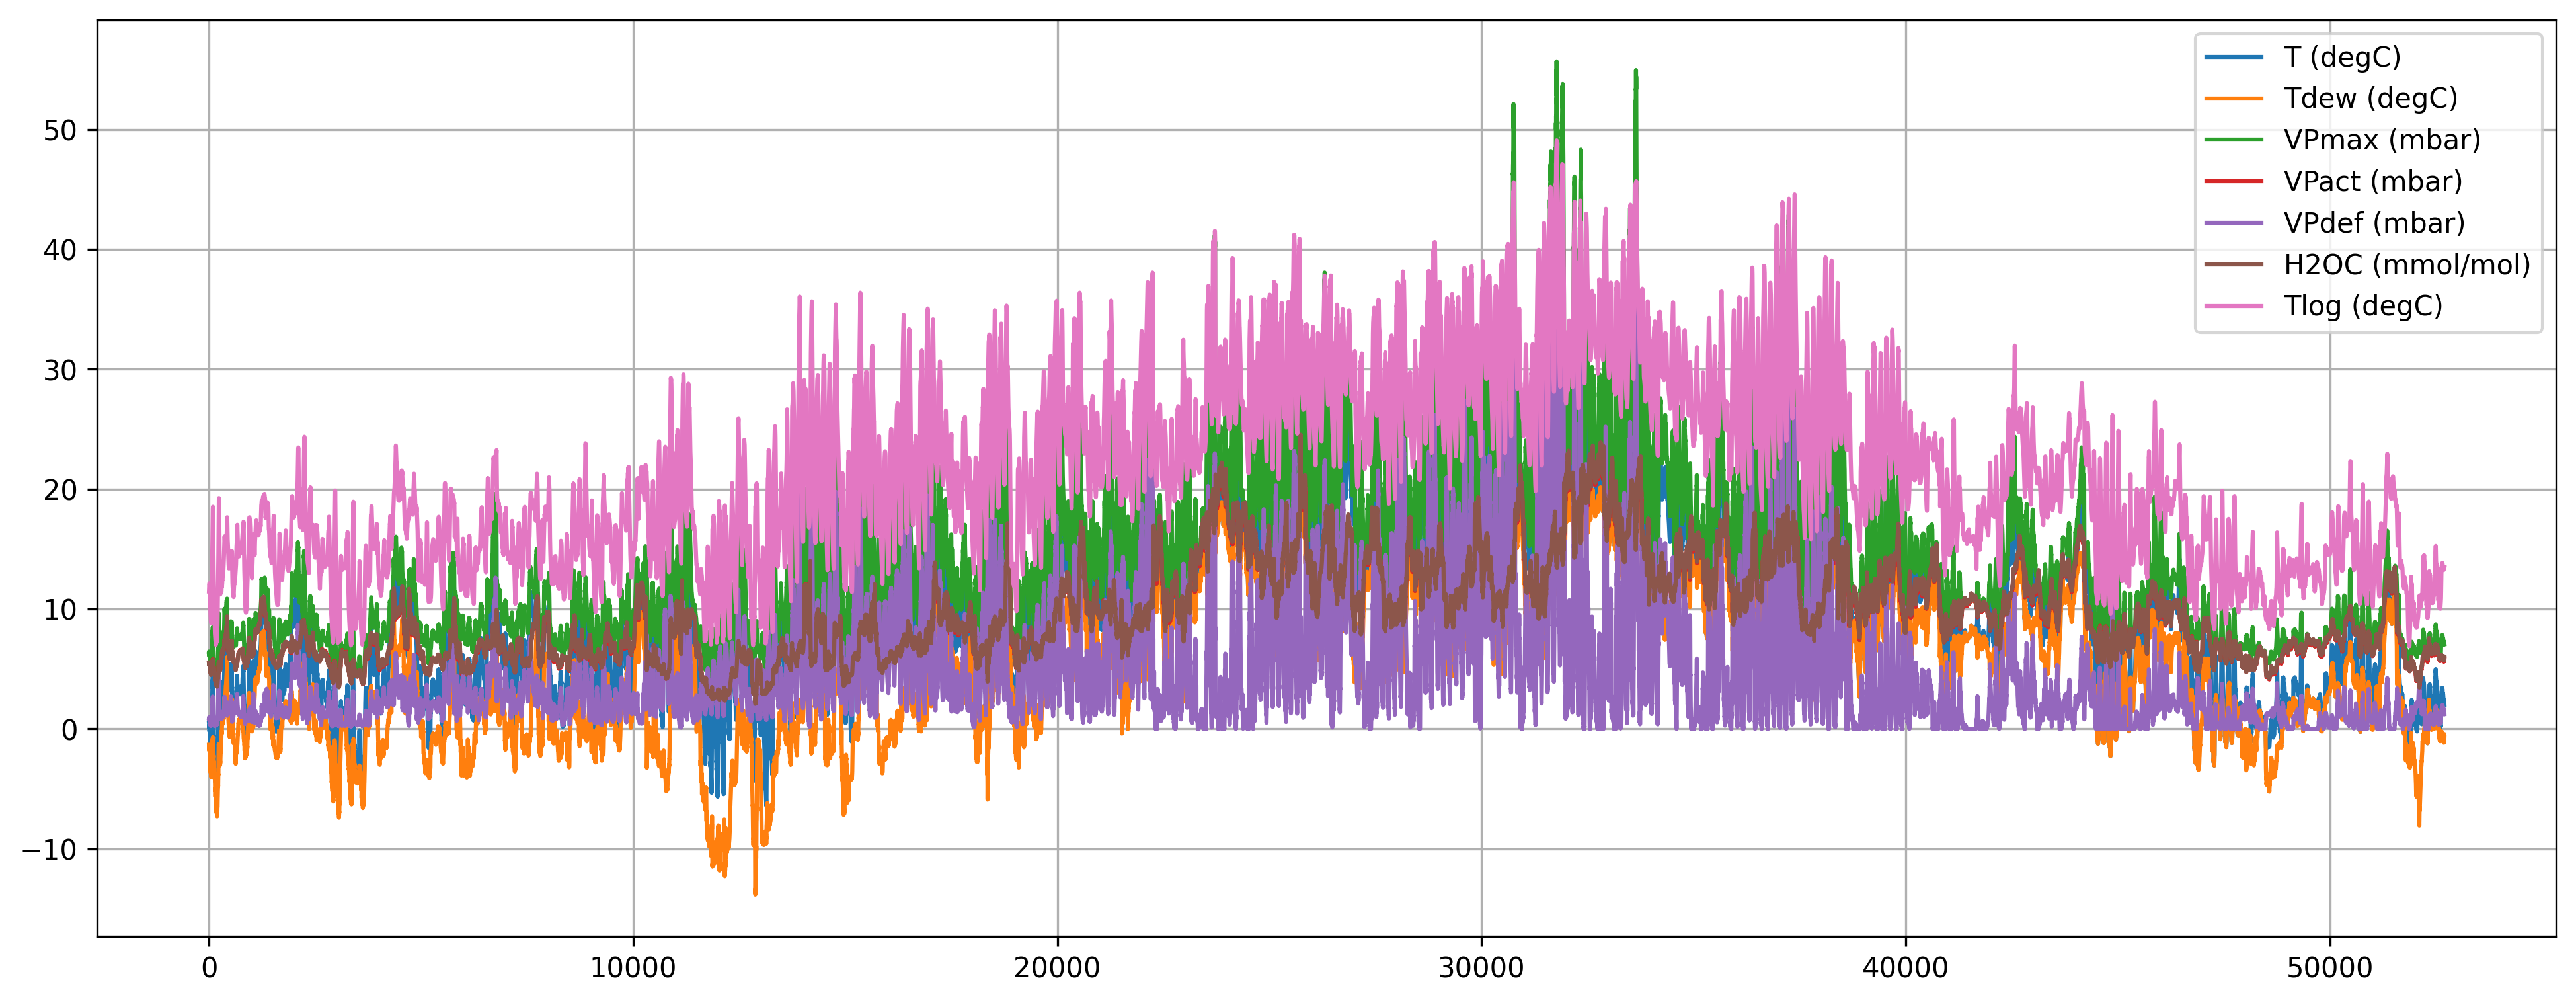 50
40
30
20
10
0
−10
0
10000
20000
30000
40000
50000
T (degC)
Tdew (degC)
VPmax (mbar)
VPact (mbar)
VPdef (mbar)
H2OC (mmol/mol)
Tlog (degC)